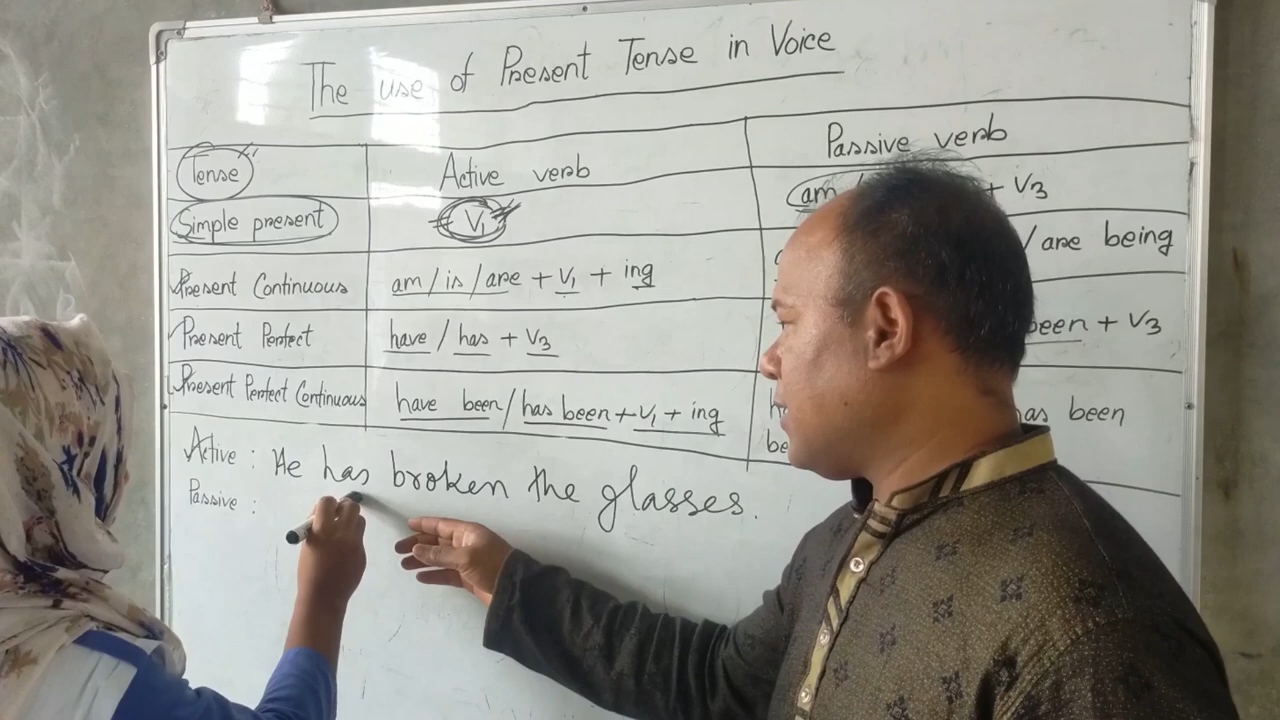 The use of Present Tense in Voice
Tense Active verb Passive verb
Simple present V1 am / + V3
Present Continuous am / is / are + V1 + ing / are being
Present Perfect have / has + V3 been + V3
Present Perfect Continuous have been / has been + V1 + ing has been
be
Active : He has broken the glasses.
Passive :